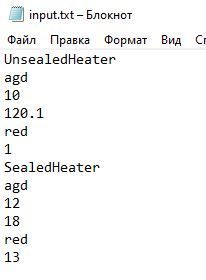 input.txt – Блокнот
Файл Правка Формат Вид
UnsealedHeater
agd
10
120.1
red
1
SealedHeater
agd
12
18
red
13